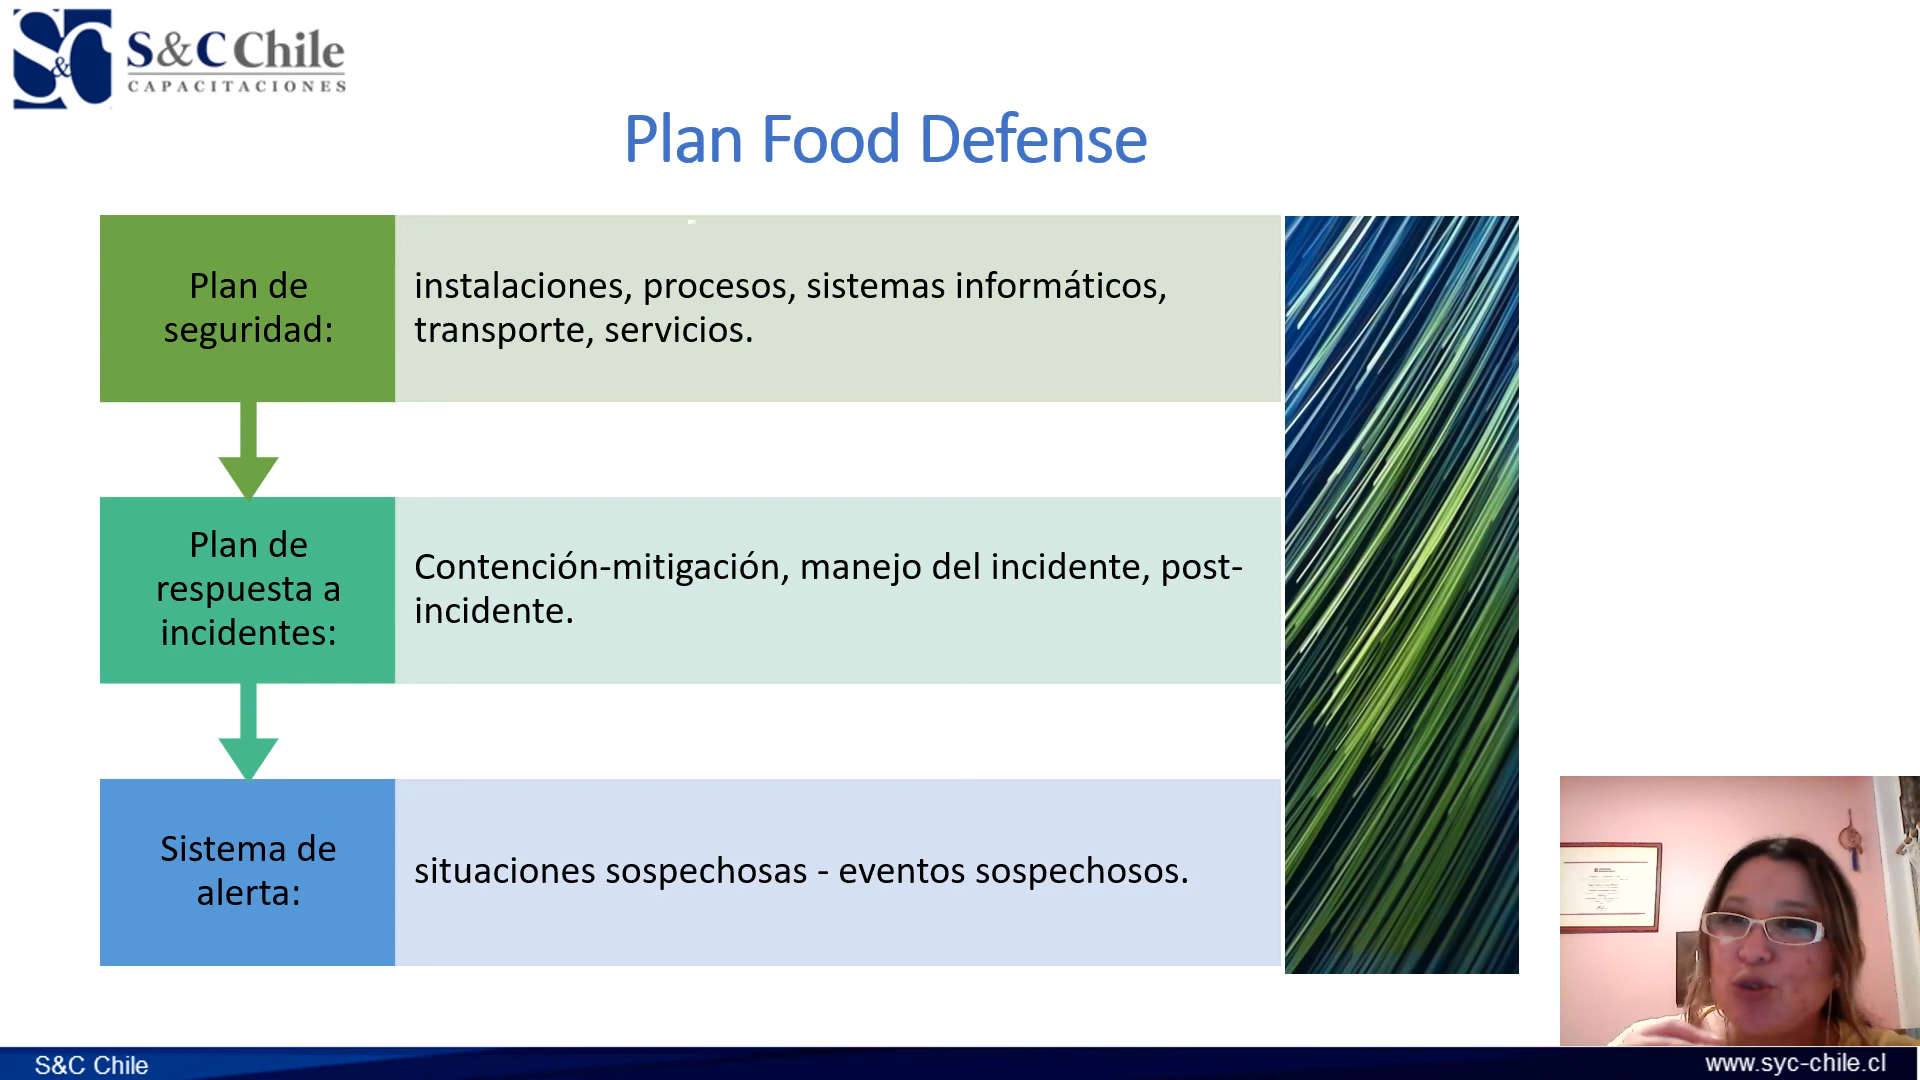 S&C
S&C Chile
CAPACITACIONES
Plan Food Defense
Plan de
seguridad:
instalaciones, procesos, sistemas informáticos,
transporte, servicios.
Plan de
respuesta a
incidentes:
Contención-mitigación, manejo del incidente, post-
incidente.
Sistema de
alerta:
situaciones sospechosas - eventos sospechosos.
S&C Chile
www.syc-chile.cl